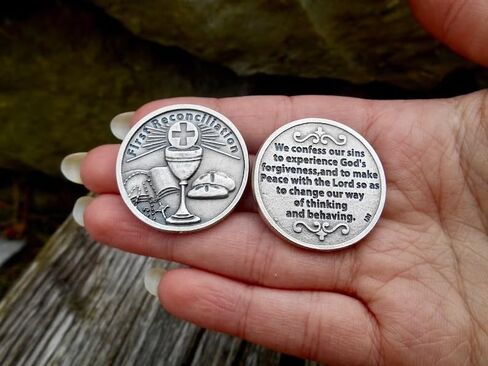 First Reconciliation
We confess our sins
to experience God's
forgiveness,and to make
Peace with the Lord so as
to change our way
of thinking
and behaving.